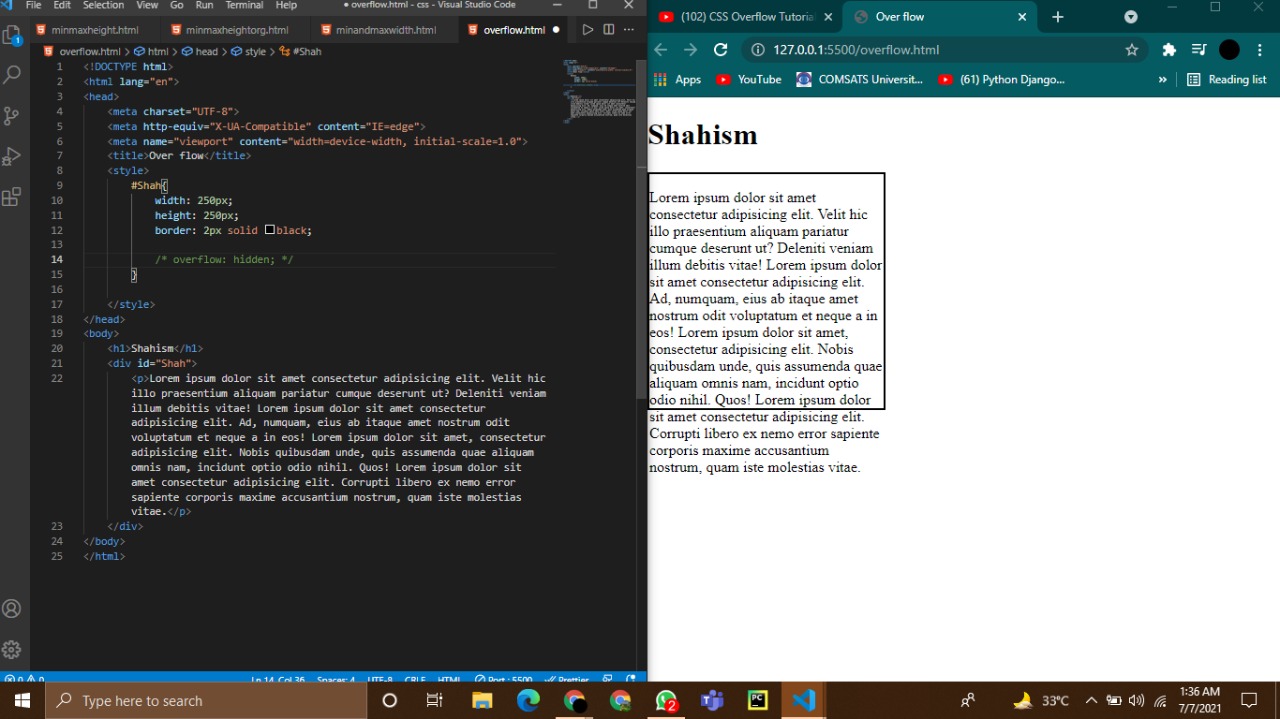 File Edit Selection View Go Run Terminal Help
● overflow.html - css - Visual Studio Code
minmaxheight.html minmaxheightorg.html minandmaxwidth.html overflow.html
overflow.html > html > head > style > #Shah
1 <!DOCTYPE html>
2 <html lang="en">
3 <head>
4 <meta charset="UTF-8">
5 <meta http-equiv="X-UA-Compatible" content="IE=edge">
6 <meta name="viewport" content="width=device-width, initial-scale=1.0">
7 <title>Over flow</title>
8 <style>
9 #Shah{
10 width: 250px;
11 height: 250px;
12 border: 2px solid black;
13
14 /* overflow: hidden; */
15 }
16
17 </style>
18 </head>
19 <body>
20 <h1>Shahism</h1>
21 <div id="Shah">
22 <p>Lorem ipsum dolor sit amet consectetur adipisicing elit. Velit hic
illo praesentium aliquam pariatur cumque deserunt ut? Deleniti veniam
illum debitis vitae! Lorem ipsum dolor sit amet consectetur
adipisicing elit. Ad, numquam, eius ab itaque amet nostrum odit
voluptatum et neque a in eos! Lorem ipsum dolor sit amet, consectetur
adipisicing elit. Nobis quibusdam unde, quis assumenda quae aliquam
omnis nam, incidunt optio odio nihil. Quos! Lorem ipsum dolor sit
amet consectetur adipisicing elit. Corrupti libero ex nemo error
sapiente corporis maxime accusantium nostrum, quam iste molestias
vitae.</p>
23 </div>
24 </body>
25 </html>
1
0 0 Ln 14, Col 36 Spaces: 4 UTF-8 CRLF HTML Port : 5500 Prettier
(102) CSS Overflow Tutoria Over flow
127.0.0.1:5500/overflow.html
Apps YouTube COMSATS Universit... (61) Python Django... » Reading list
Shahism
Lorem ipsum dolor sit amet
consectetur adipisicing elit. Velit hic
illo praesentium aliquam pariatur
cumque deserunt ut? Deleniti veniam
illum debitis vitae! Lorem ipsum dolor
sit amet consectetur adipisicing elit.
Ad, numquam, eius ab itaque amet
nostrum odit voluptatum et neque a in
eos! Lorem ipsum dolor sit amet,
consectetur adipisicing elit. Nobis
quibusdam unde, quis assumenda quae
aliquam omnis nam, incidunt optio
odio nihil. Quos! Lorem ipsum dolor
sit amet consectetur adipisicing elit.
Corrupti libero ex nemo error sapiente
corporis maxime accusantium
nostrum, quam iste molestias vitae.
Type here to search
2
PC
33°C
1:36 AM
7/7/2021